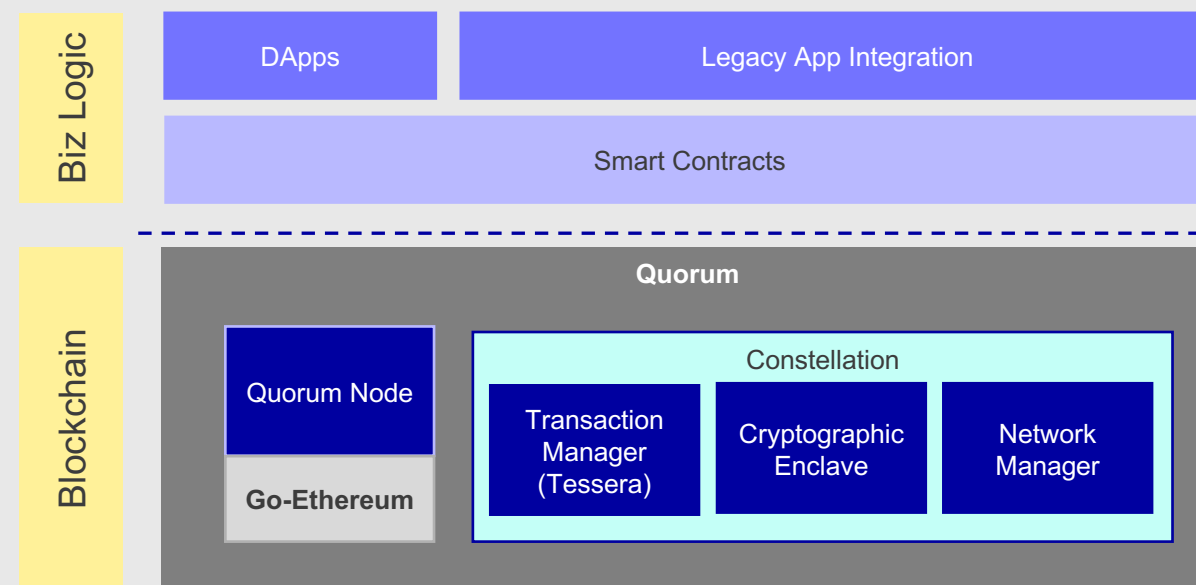 Biz Logic
DApps
Legacy App Integration
Smart Contracts
Blockchain
Quorum
Quorum Node
Go-Ethereum
Constellation
Transaction
Manager
(Tessera)
Cryptographic
Enclave
Network
Manager